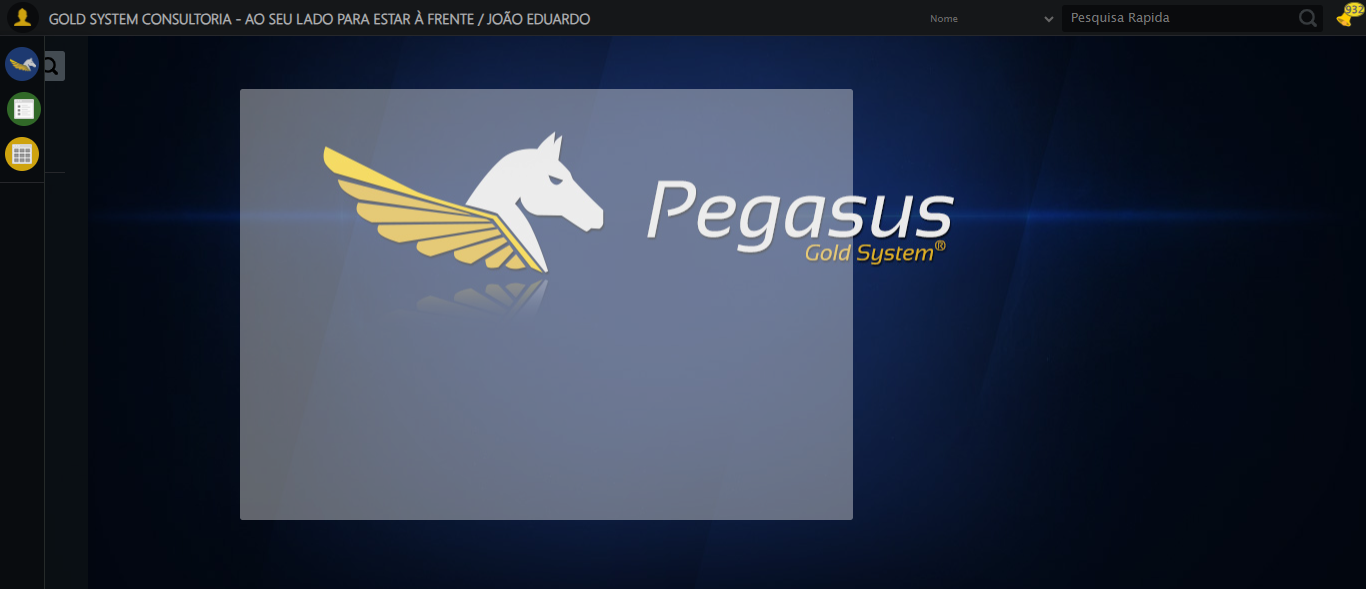 GOLD SYSTEM CONSULTORIA - AO SEU LADO PARA ESTAR À FRENTE / JOÃO EDUARDO
Nome
Pesquisa Rapida
932
Pegasus
Gold System®